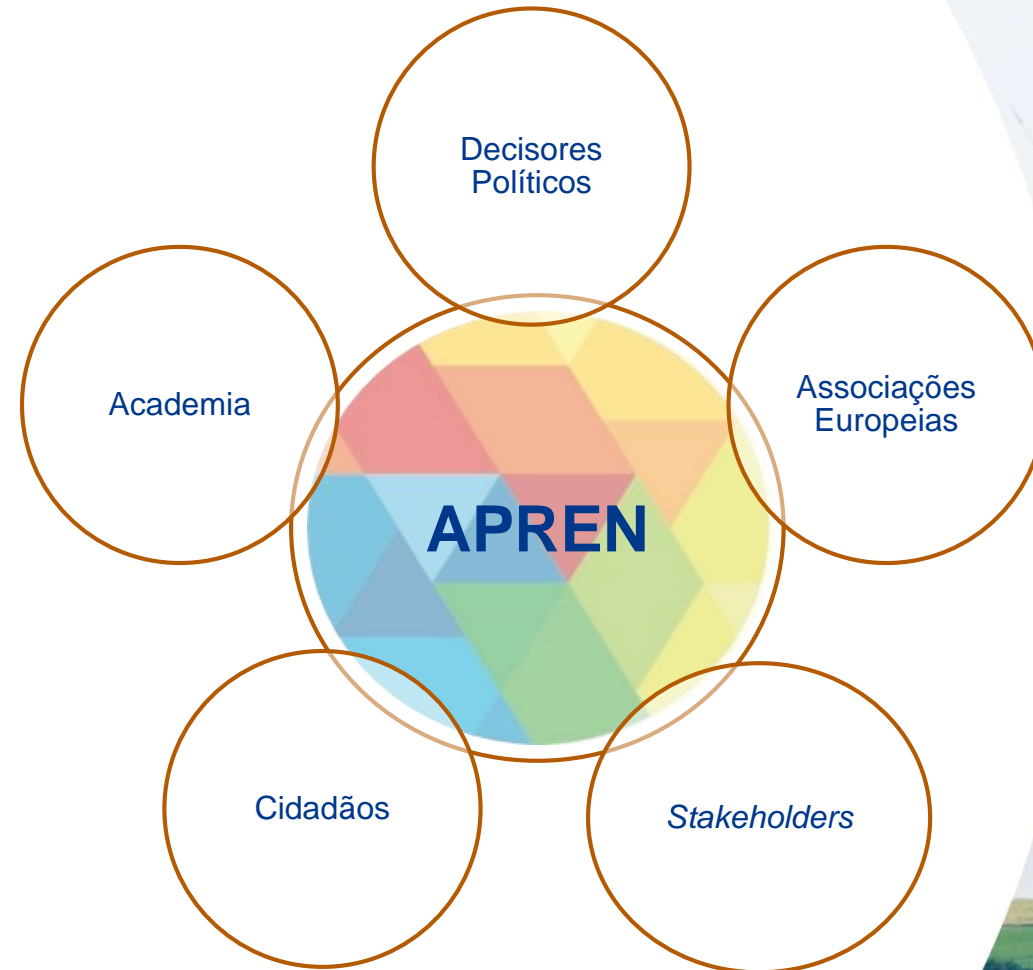 Decisores
Políticos
Academia
Associações
Europeias
APREN
Cidadãos
Stakeholders